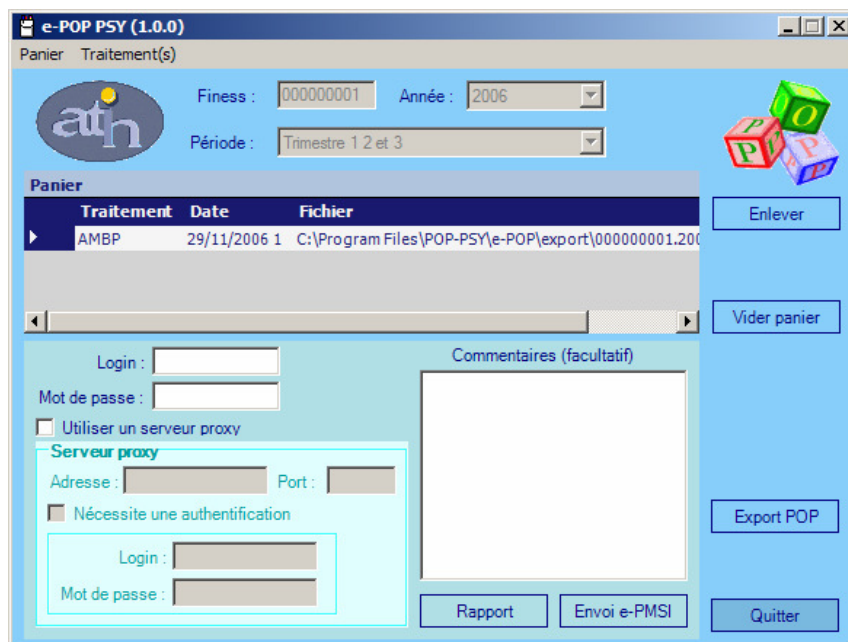 e-POP PSY (1.0.0)
Panier Traitement(s)
atih
Finess : 000000001 Année : 2006
Période : Trimestre 1 2 et 3
P O P
P P
Panier
Traitement Date Fichier
AMBP 29/11/2006 1 C:\Program Files\POP-PSY\e-POP\export\000000001.200
Enlever
Vider panier
Login :
Mot de passe :
Utiliser un serveur proxy
Serveur proxy
Adresse : Port :
Nécessite une authentification
Login :
Mot de passe :
Commentaires (facultatif)
Rapport Envoi e-PMSI
Export POP
Quitter